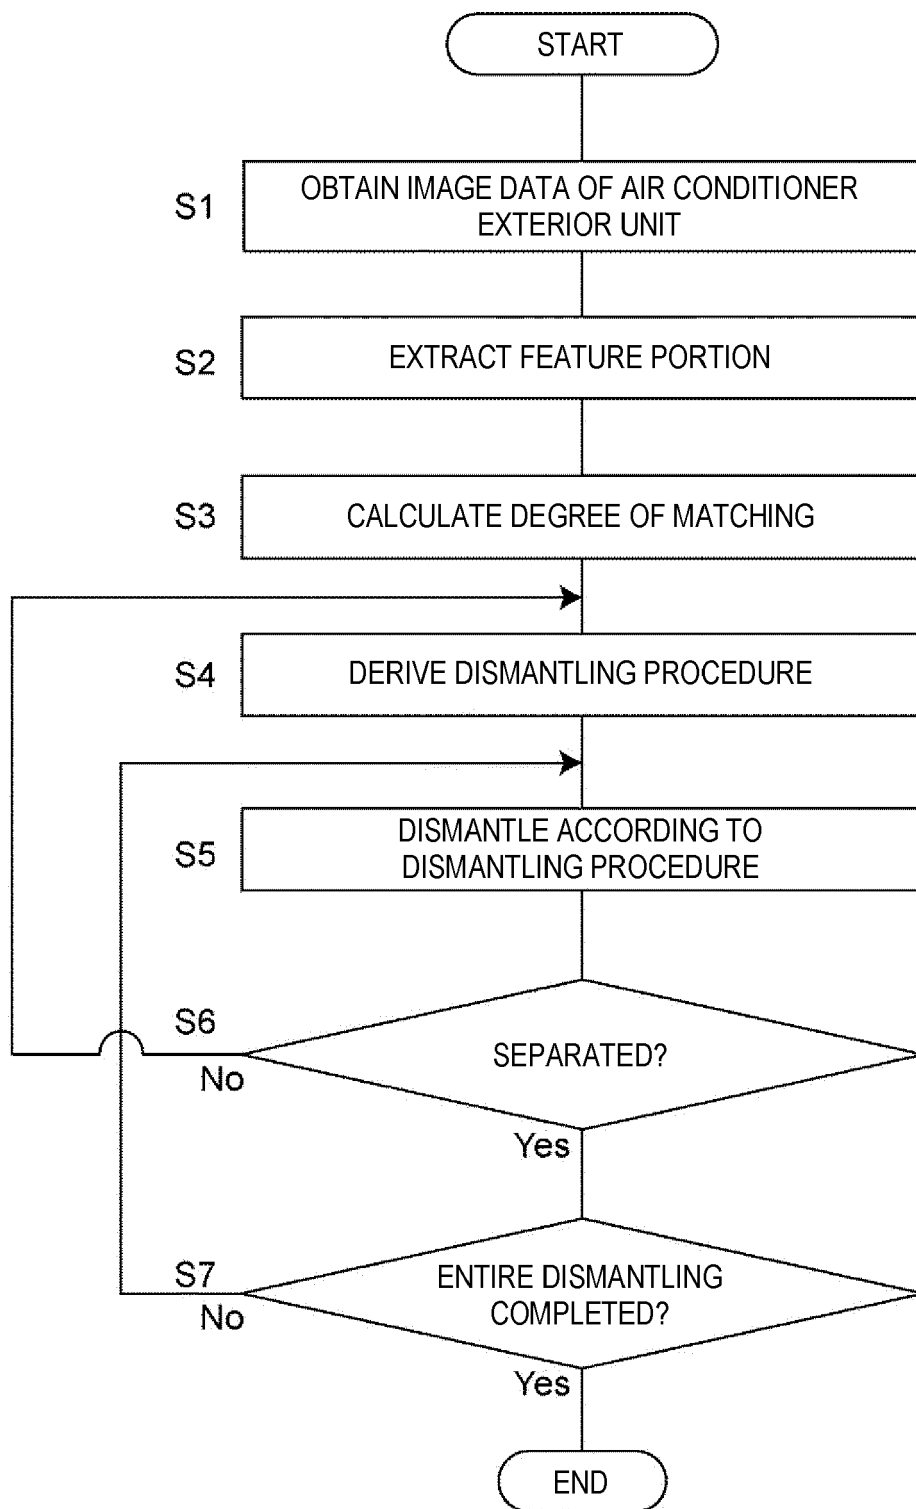 START
S1
OBTAIN IMAGE DATA OF AIR CONDITIONER
EXTERIOR UNIT
S2
EXTRACT FEATURE PORTION
S3
CALCULATE DEGREE OF MATCHING
S4
DERIVE DISMANTLING PROCEDURE
S5
DISMANTLE ACCORDING TO
DISMANTLING PROCEDURE
S6
SEPARATED?
No
Yes
S7
ENTIRE DISMANTLING
COMPLETED?
No
Yes
END